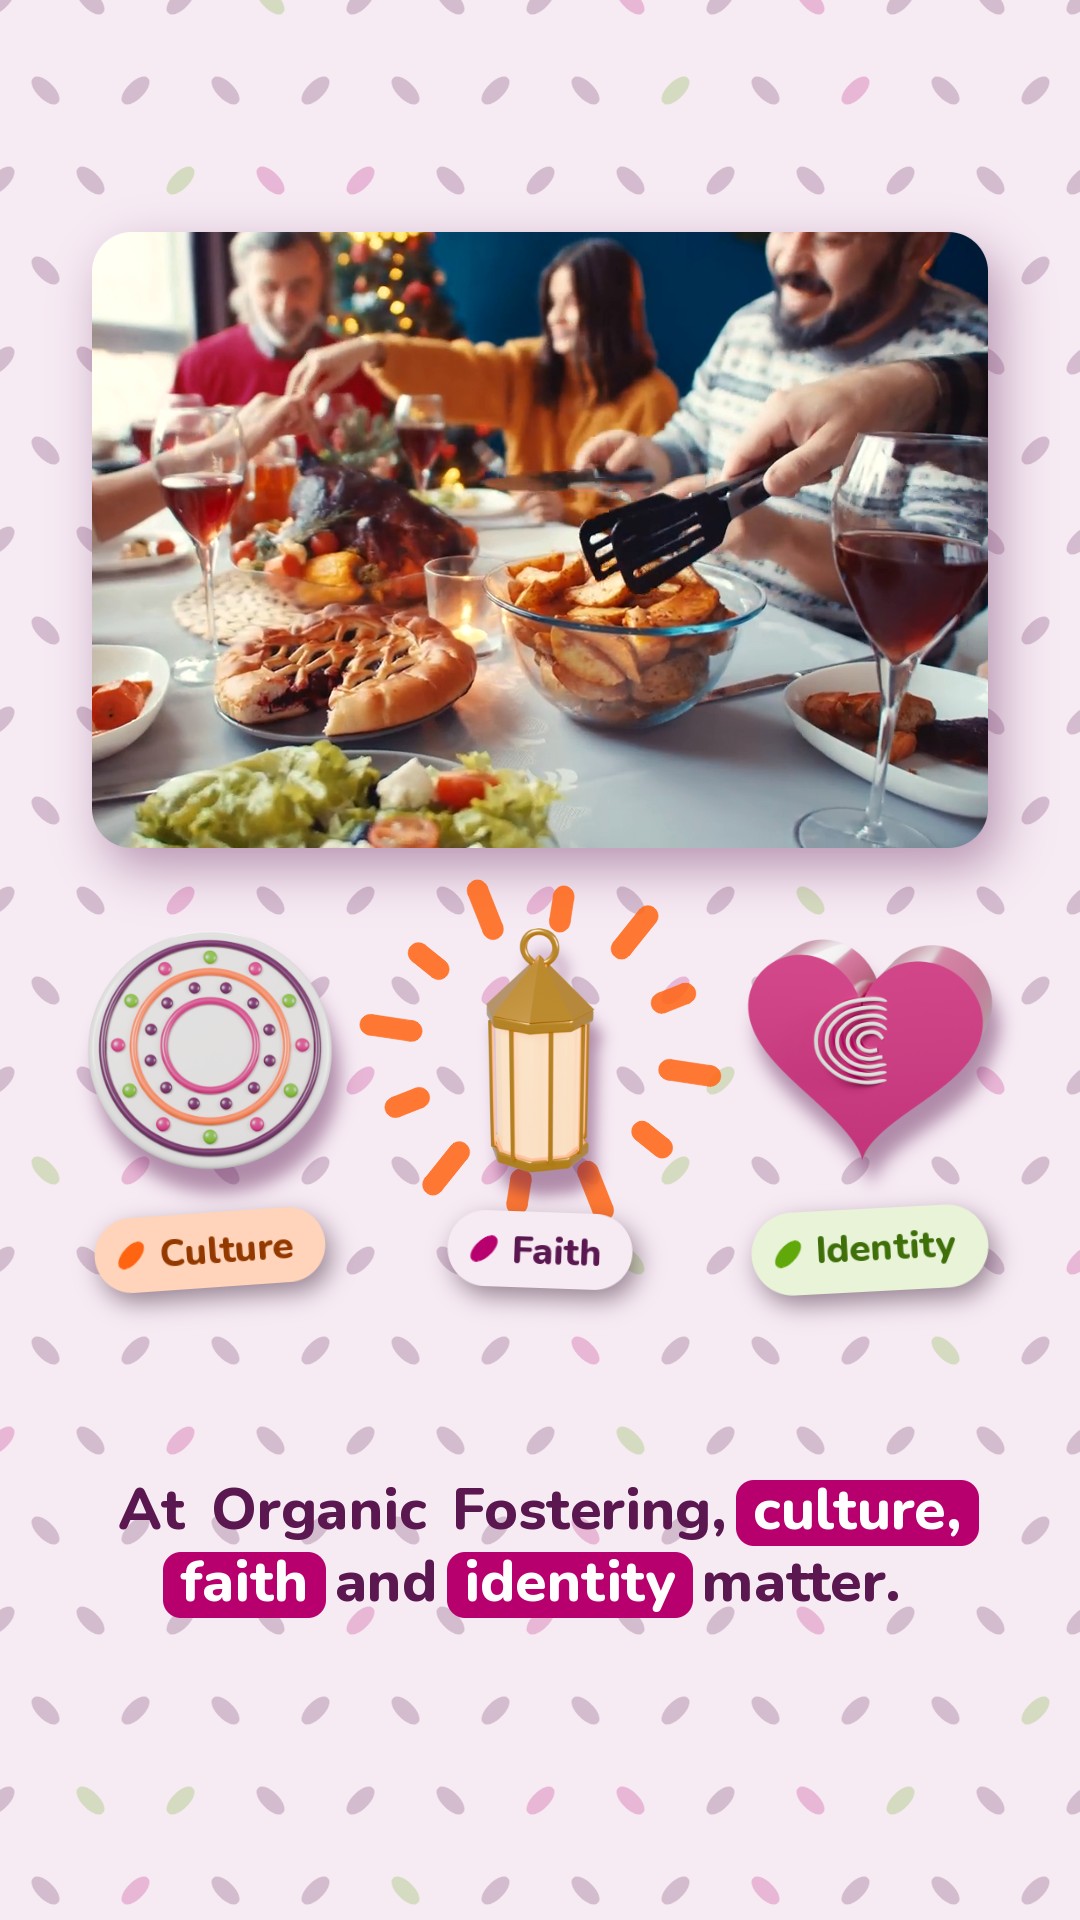 Culture
Faith
Identity
At Organic Fostering, culture,
faith and identity matter.